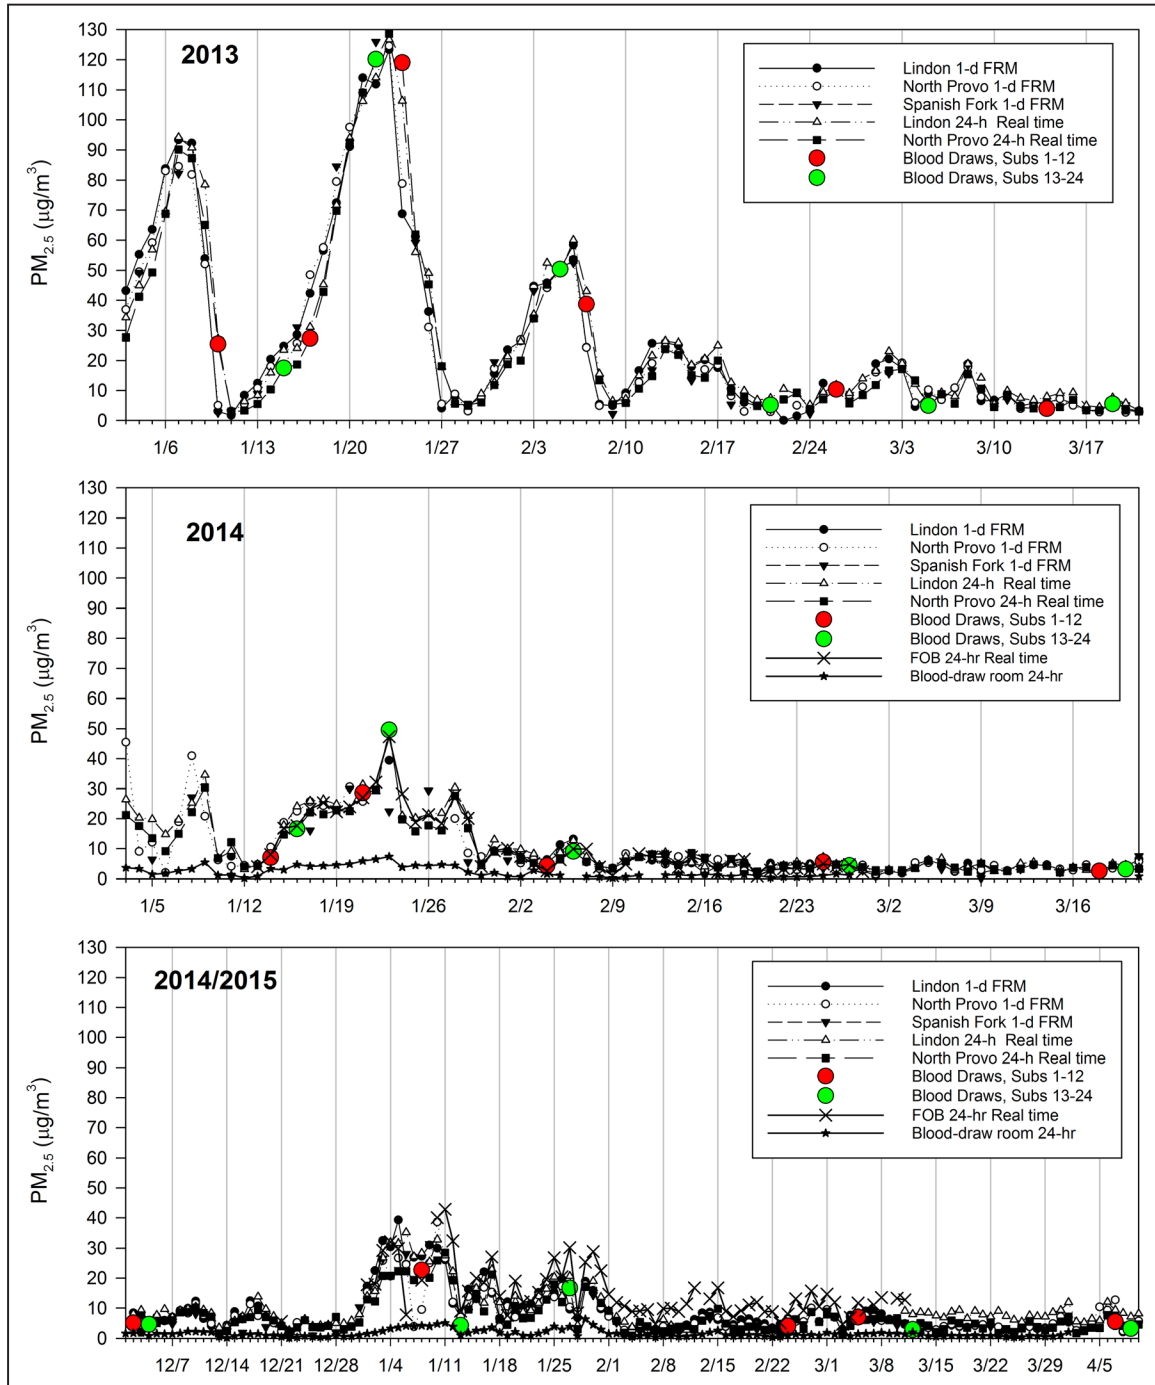 2013
PM2.5 (μg/m3)
130
120
110
100
90
80
70
60
50
40
30
20
10
0
Lindon 1-d FRM
North Provo 1-d FRM
Spanish Fork 1-d FRM
Lindon 24-h Real time
North Provo 24-h Real time
Blood Draws, Subs 1-12
Blood Draws, Subs 13-24
1/6 1/13 1/20 1/27 2/3 2/10 2/17 2/24 3/3 3/10 3/17
2014
PM2.5 (μg/m3)
130
120
110
100
90
80
70
60
50
40
30
20
10
0
Lindon 1-d FRM
North Provo 1-d FRM
Spanish Fork 1-d FRM
Lindon 24-h Real time
North Provo 24-h Real time
Blood Draws, Subs 1-12
Blood Draws, Subs 13-24
FOB 24-hr Real time
Blood-draw room 24-hr
1/5 1/12 1/19 1/26 2/2 2/9 2/16 2/23 3/2 3/9 3/16
2014/2015
PM2.5 (μg/m3)
130
120
110
100
90
80
70
60
50
40
30
20
10
0
Lindon 1-d FRM
North Provo 1-d FRM
Spanish Fork 1-d FRM
Lindon 24-h Real time
North Provo 24-h Real time
Blood Draws, Subs 1-12
Blood Draws, Subs 13-24
FOB 24-hr Real time
Blood-draw room 24-hr
12/7 12/14 12/21 12/28 1/4 1/11 1/18 1/25 2/1 2/8 2/15 2/22 3/1 3/8 3/15 3/22 3/29 4/5